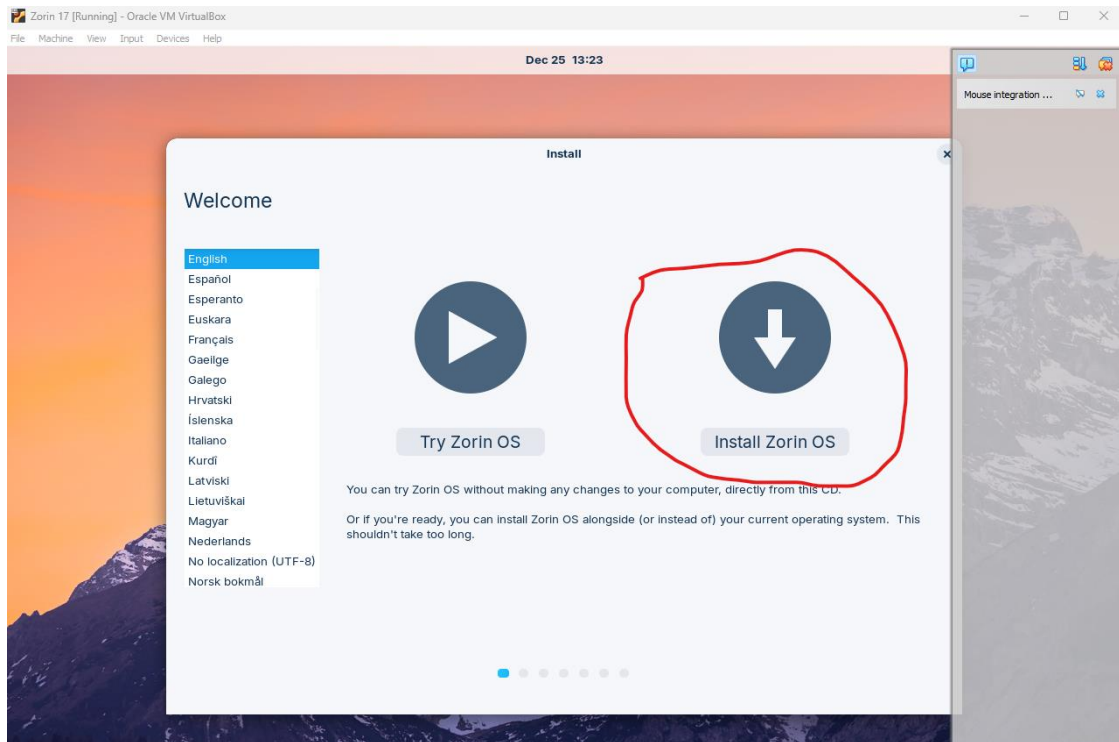 Zorin 17 [Running] - Oracle VM VirtualBox
File Machine View Input Devices Help
Dec 25 13:23
Mouse integration ...
Install
Welcome
English
Español
Esperanto
Euskara
Français
Gaeilge
Galego
Hrvatski
Íslenska
Italiano
Kurdî
Latviski
Lietuviškai
Magyar
Nederlands
No localization (UTF-8)
Norsk bokmål
Try Zorin OS
Install Zorin OS
You can try Zorin OS without making any changes to your computer, directly from this CD.
Or if you're ready, you can install Zorin OS alongside (or instead of) your current operating system. This
shouldn't take too long.